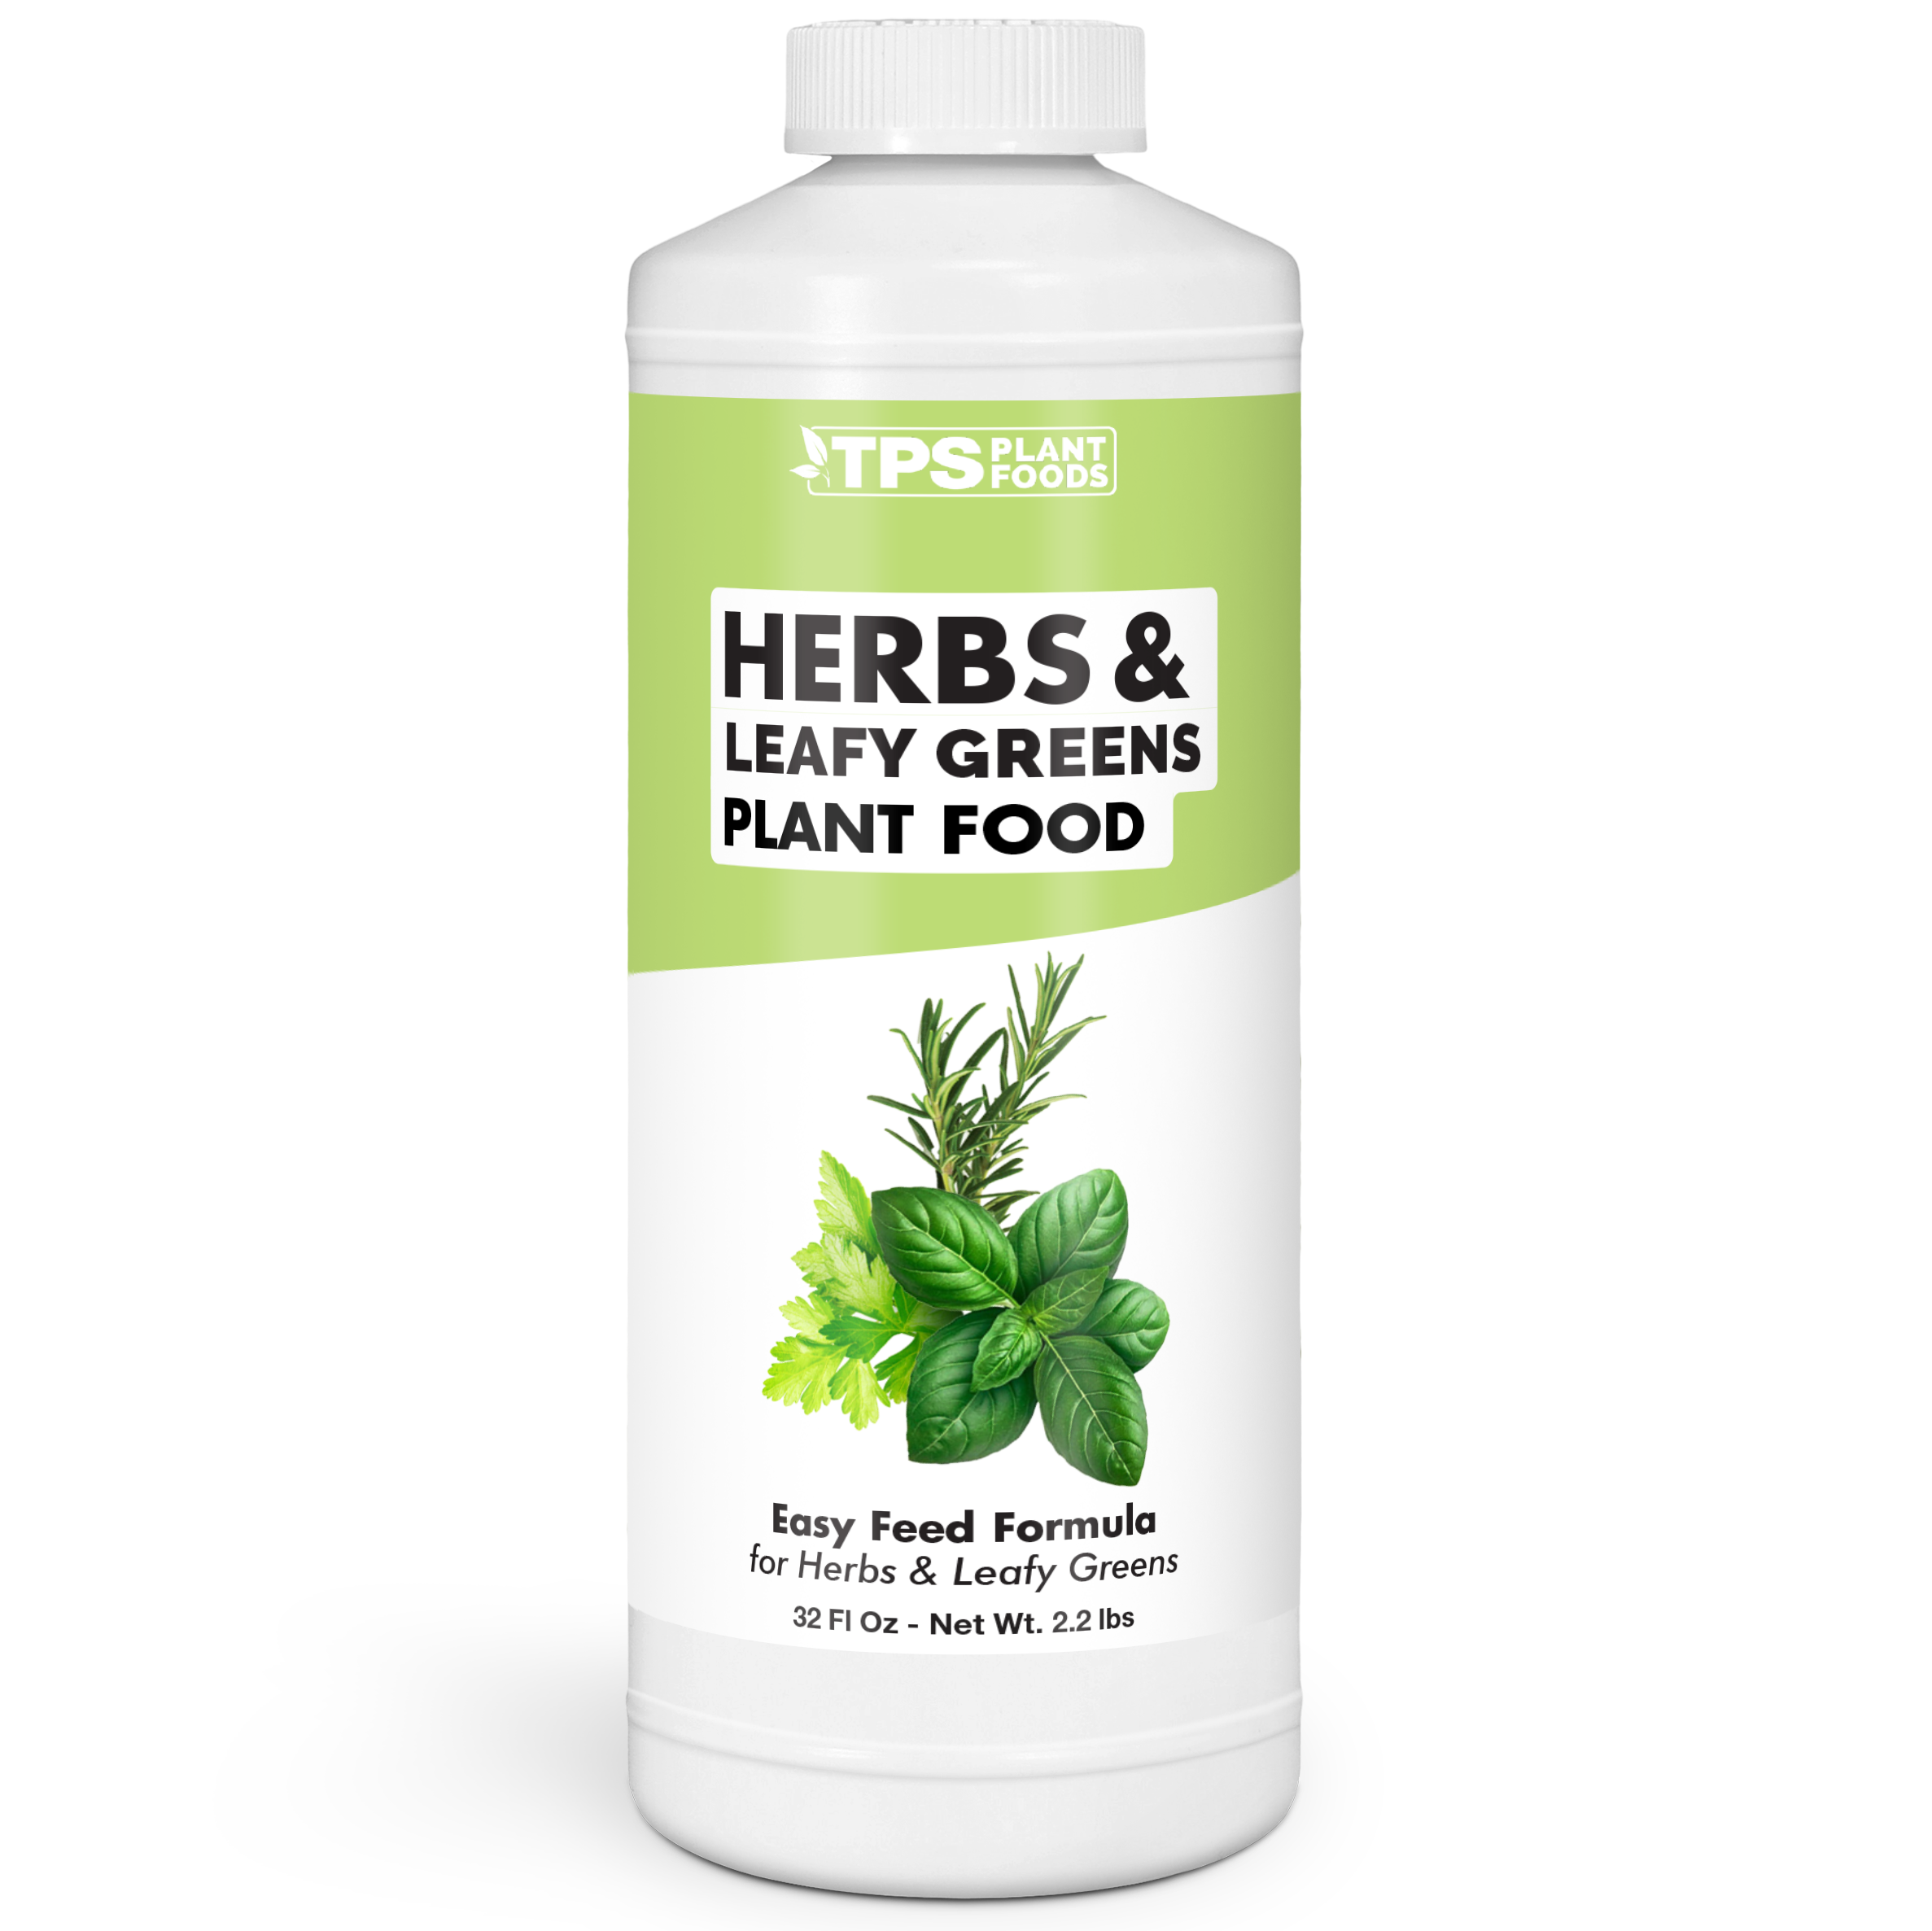 TPS PLANT FOODS
HERBS &
LEAFY GREENS
PLANT FOOD
Easy Feed Formula
for Herbs & Leafy Greens
32 Fl Oz - Net Wt. 2.2 lbs